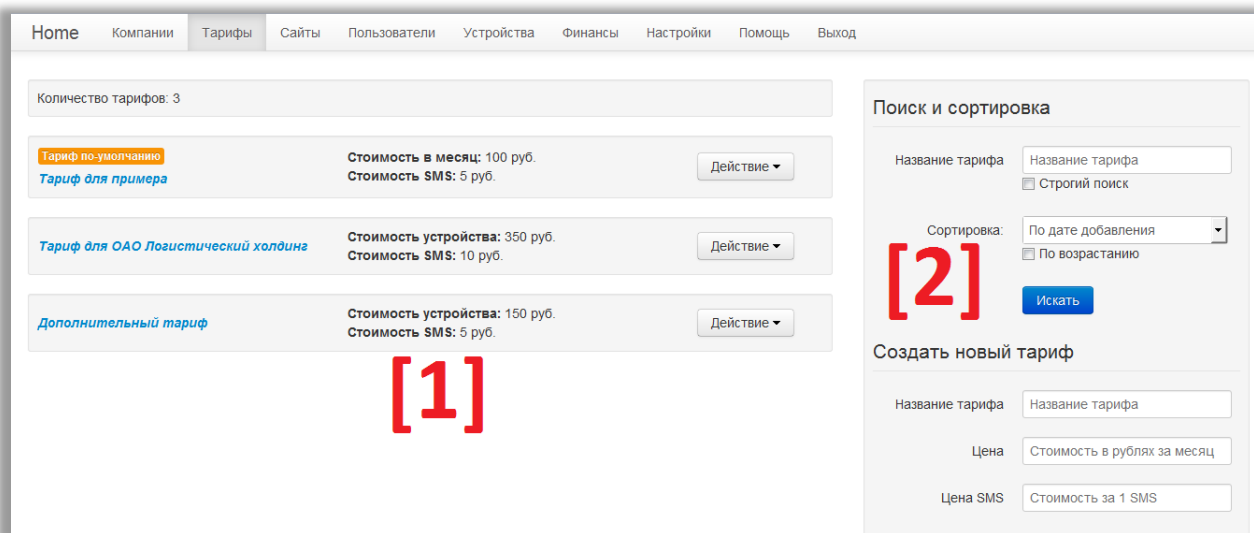 Home Компании Тарифы Сайты Пользователи Устройства Финансы Настройки Помощь Выход
Количество тарифов: 3
Тариф по-умолчанию
Тариф для примера
Стоимость в месяц: 100 руб.
Стоимость SMS: 5 руб.
Действие
Тариф для ОАО Логистический холдинг
Стоимость устройства: 350 руб.
Стоимость SMS: 10 руб.
Действие
Дополнительный тариф
Стоимость устройства: 150 руб.
Стоимость SMS: 5 руб.
Действие
[1]
Поиск и сортировка
Название тарифа Название тарифа
Строгий поиск
Сортировка: По дате добавления
По возрастанию
[2]
Искать
Создать новый тариф
Название тарифа Название тарифа
Цена Стоимость в рублях за месяц
Цена SMS Стоимость за 1 SMS